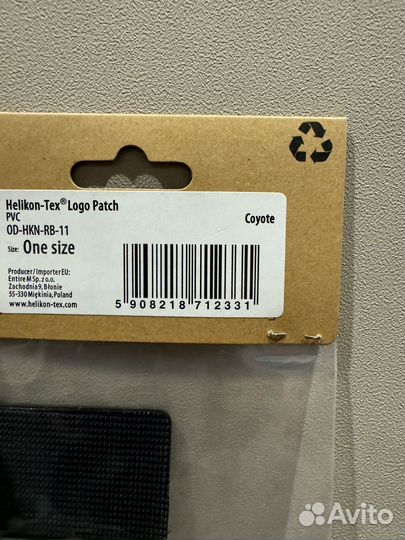 Helikon-Tex® Logo Patch
PVC
Coyote
OD-HKN-RB-11
Size: One size
Producer / Importer EU:
Entire M Sp. z o.o.
Zachodnia 9, Błonie
55-330 Miękinia, Poland
www.helikon-tex.com
5 908218 712331
Avito